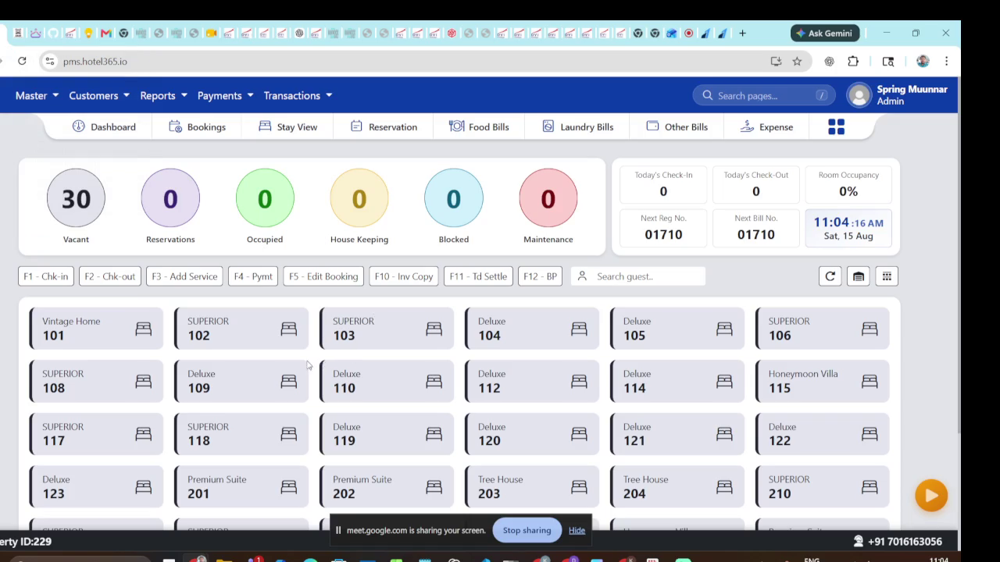 Ask Gemini
pms.hotel365.io
Master Customers Reports Payments Transactions
Search pages... /
Spring Muunnar
Admin
Dashboard Bookings Stay View Reservation Food Bills Laundry Bills Other Bills Expense
30 0 0 0 0 0
Vacant Reservations Occupied House Keeping Blocked Maintenance
Today's Check-In Today's Check-Out Room Occupancy
0 0 0%
Next Reg No. Next Bill No.
01710 01710
11:04 :16 AM
Sat, 15 Aug
F1 - Chk-in F2 - Chk-out F3 - Add Service F4 - Pymt F5 - Edit Booking F10 - Inv Copy F11 - Td Settle F12 - BP Search guest..
Vintage Home SUPERIOR SUPERIOR Deluxe Deluxe SUPERIOR
101 102 103 104 105 106
SUPERIOR Deluxe Deluxe Deluxe Deluxe Honeymoon Villa
108 109 110 112 114 115
SUPERIOR SUPERIOR Deluxe Deluxe Deluxe Deluxe
117 118 119 120 121 122
Deluxe Premium Suite Premium Suite Tree House Tree House SUPERIOR
123 201 202 203 204 210
meet.google.com is sharing your screen. Stop sharing Hide
erty ID:229
+91 7016163056
ENG
11:04